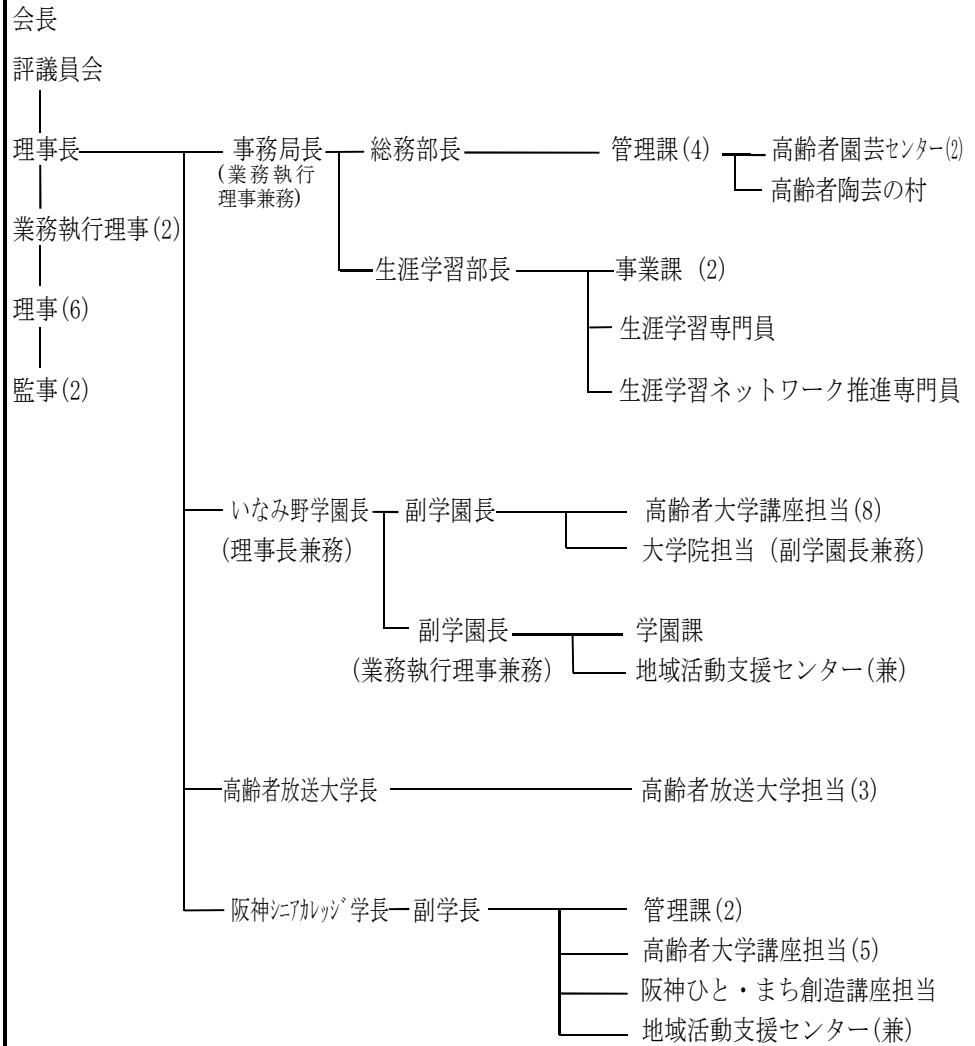 会長
評議員会
理事長
事務局長
(業務執行
理事兼務)
総務部長
管理課(4)
高齢者園芸センター(2)
高齢者陶芸の村
業務執行理事(2)
生涯学習部長
事業課 (2)
理事(6)
生涯学習専門員
監事(2)
生涯学習ネットワーク推進専門員
いなみ野学園長
(理事長兼務)
副学園長
高齢者大学講座担当(8)
大学院担当 (副学園長兼務)
副学園長
(業務執行理事兼務)
学園課
地域活動支援センター(兼)
高齢者放送大学長
高齢者放送大学担当(3)
阪神シニアカレッジ学長
副学長
管理課(2)
高齢者大学講座担当(5)
阪神ひと・まち創造講座担当
地域活動支援センター(兼)